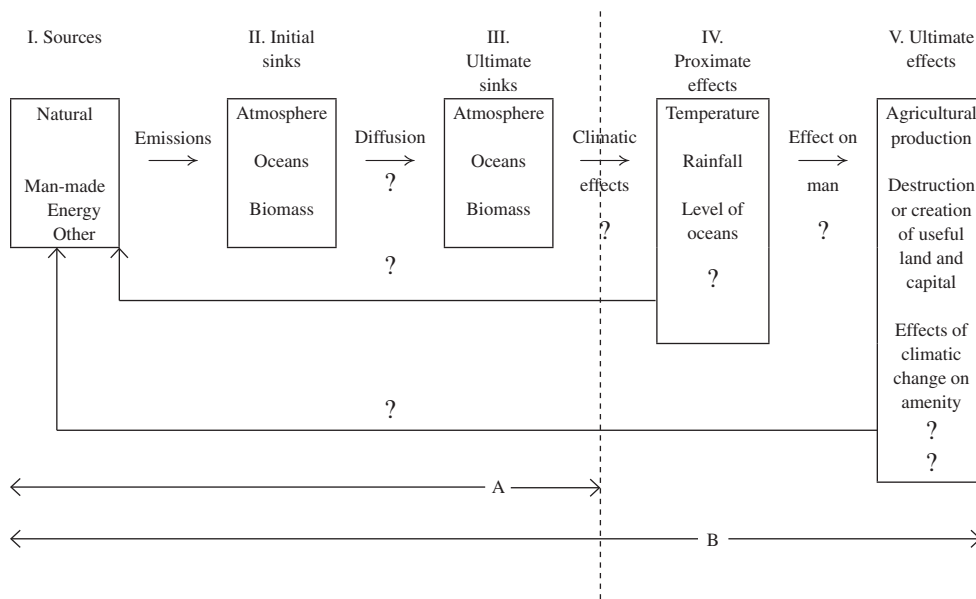 I. Sources
II. Initial
sinks
III.
Ultimate
sinks
IV.
Proximate
effects
V. Ultimate
effects
Natural
Man-made
Energy
Other
Emissions
Atmosphere
Oceans
Biomass
Diffusion
?
Atmosphere
Oceans
Biomass
Climatic
effects
?
Temperature
Rainfall
Level of
oceans
?
Effect on
man
?
Agricultural
production
Destruction
or creation
of useful
land and
capital
Effects of
climatic
change on
amenity
?
?
?
?
A
B